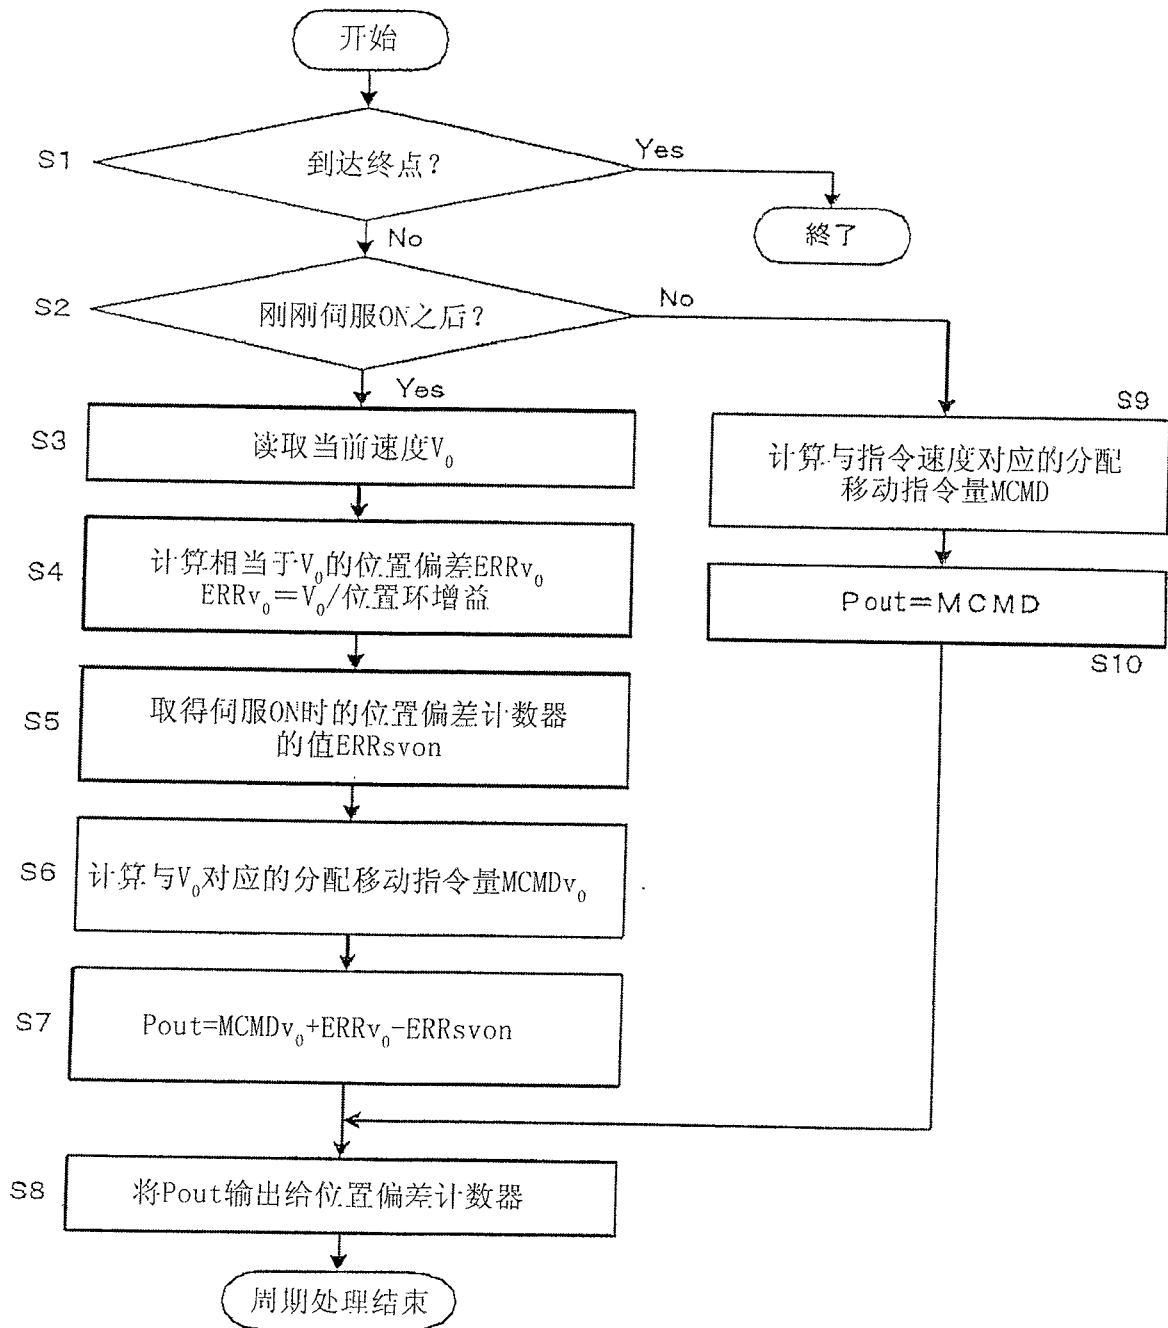 开始
S1
到达终点？
Yes
終了
No
S2
刚刚伺服ON之后？
No
Yes
S3
读取当前速度V₀
S9
计算与指令速度对应的分配
移动指令量MCMD
S4
计算相当于V₀的位置偏差ERRv₀
ERRv₀＝V₀/位置环增益
Pout＝MCMD
S10
S5
取得伺服ON时的位置偏差计数器
的值ERRsvon
S6
计算与V₀对应的分配移动指令量MCMDv₀
S7
Pout=MCMDv₀+ERRv₀-ERRsvon
S8
将Pout输出给位置偏差计数器
周期处理结束